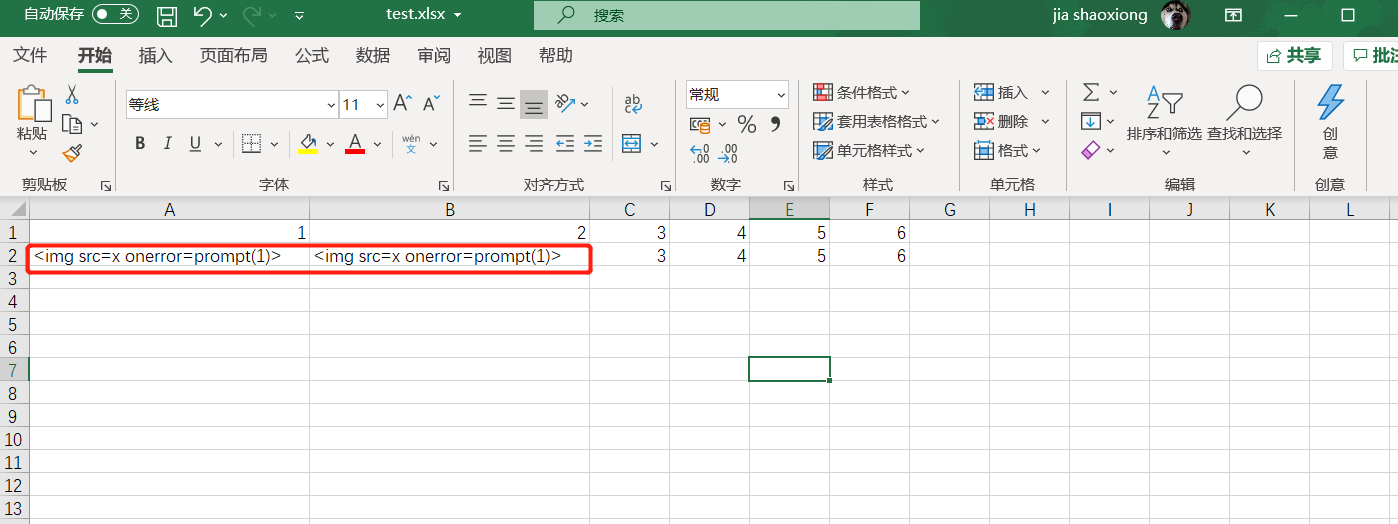 自动保存 关 test.xlsx 搜索 jia shaoxiong
文件 开始 插入 页面布局 公式 数据 审阅 视图 帮助 共享 批注
粘贴 等线 11 A A 常规 条件格式 插入 Σ
B I U A wén 文 ab c % 套用表格格式 删除 排序和筛选 查找和选择 创意
.00 .0 单元格样式 格式
剪贴板 字体 对齐方式 数字 样式 单元格 编辑 创意
A B C D E F G H I J K L
1 1 2 3 4 5 6
2 <img src=x onerror=prompt(1)> <img src=x onerror=prompt(1)> 3 4 5 6
3
4
5
6
7
8
9
10
11
12
13